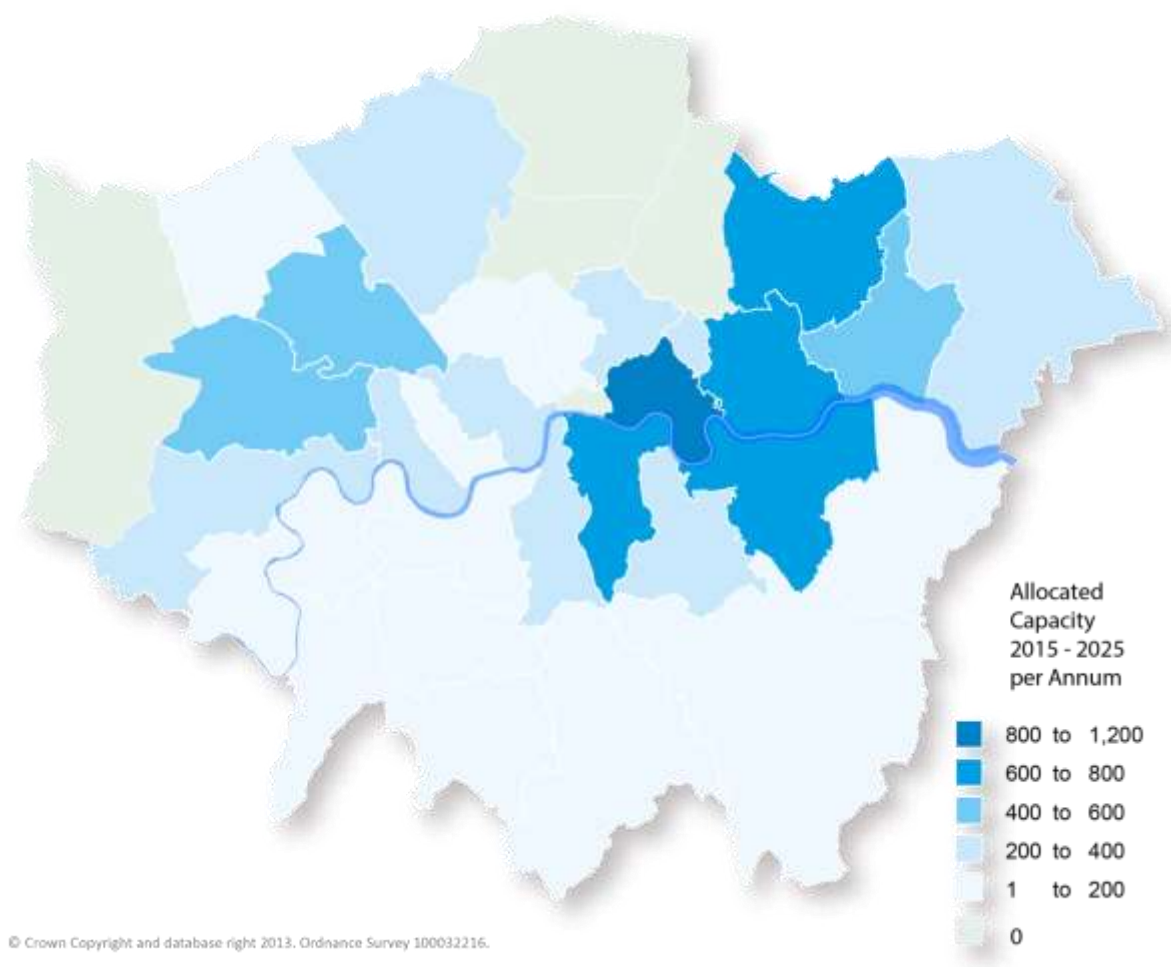 Allocated
Capacity
2015 - 2025
per Annum
800 to 1,200
600 to 800
400 to 600
200 to 400
1 to 200
0
© Crown Copyright and database right 2013. Ordnance Survey 100032216.